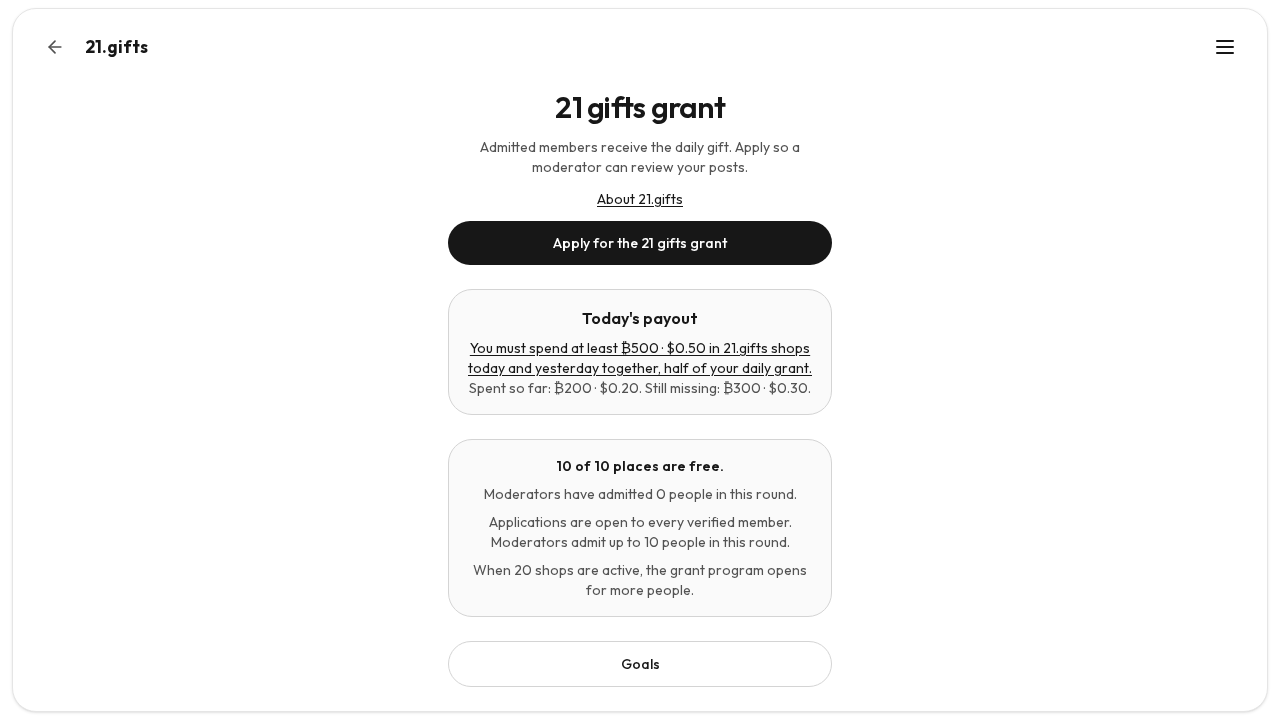 21.gifts
21 gifts grant
Admitted members receive the daily gift. Apply so a
moderator can review your posts.
About 21.gifts
Apply for the 21 gifts grant
Today's payout
You must spend at least ₿500 · $0.50 in 21.gifts shops
today and yesterday together, half of your daily grant.
Spent so far: ₿200 · $0.20. Still missing: ₿300 · $0.30.
10 of 10 places are free.
Moderators have admitted 0 people in this round.
Applications are open to every verified member.
Moderators admit up to 10 people in this round.
When 20 shops are active, the grant program opens
for more people.
Goals